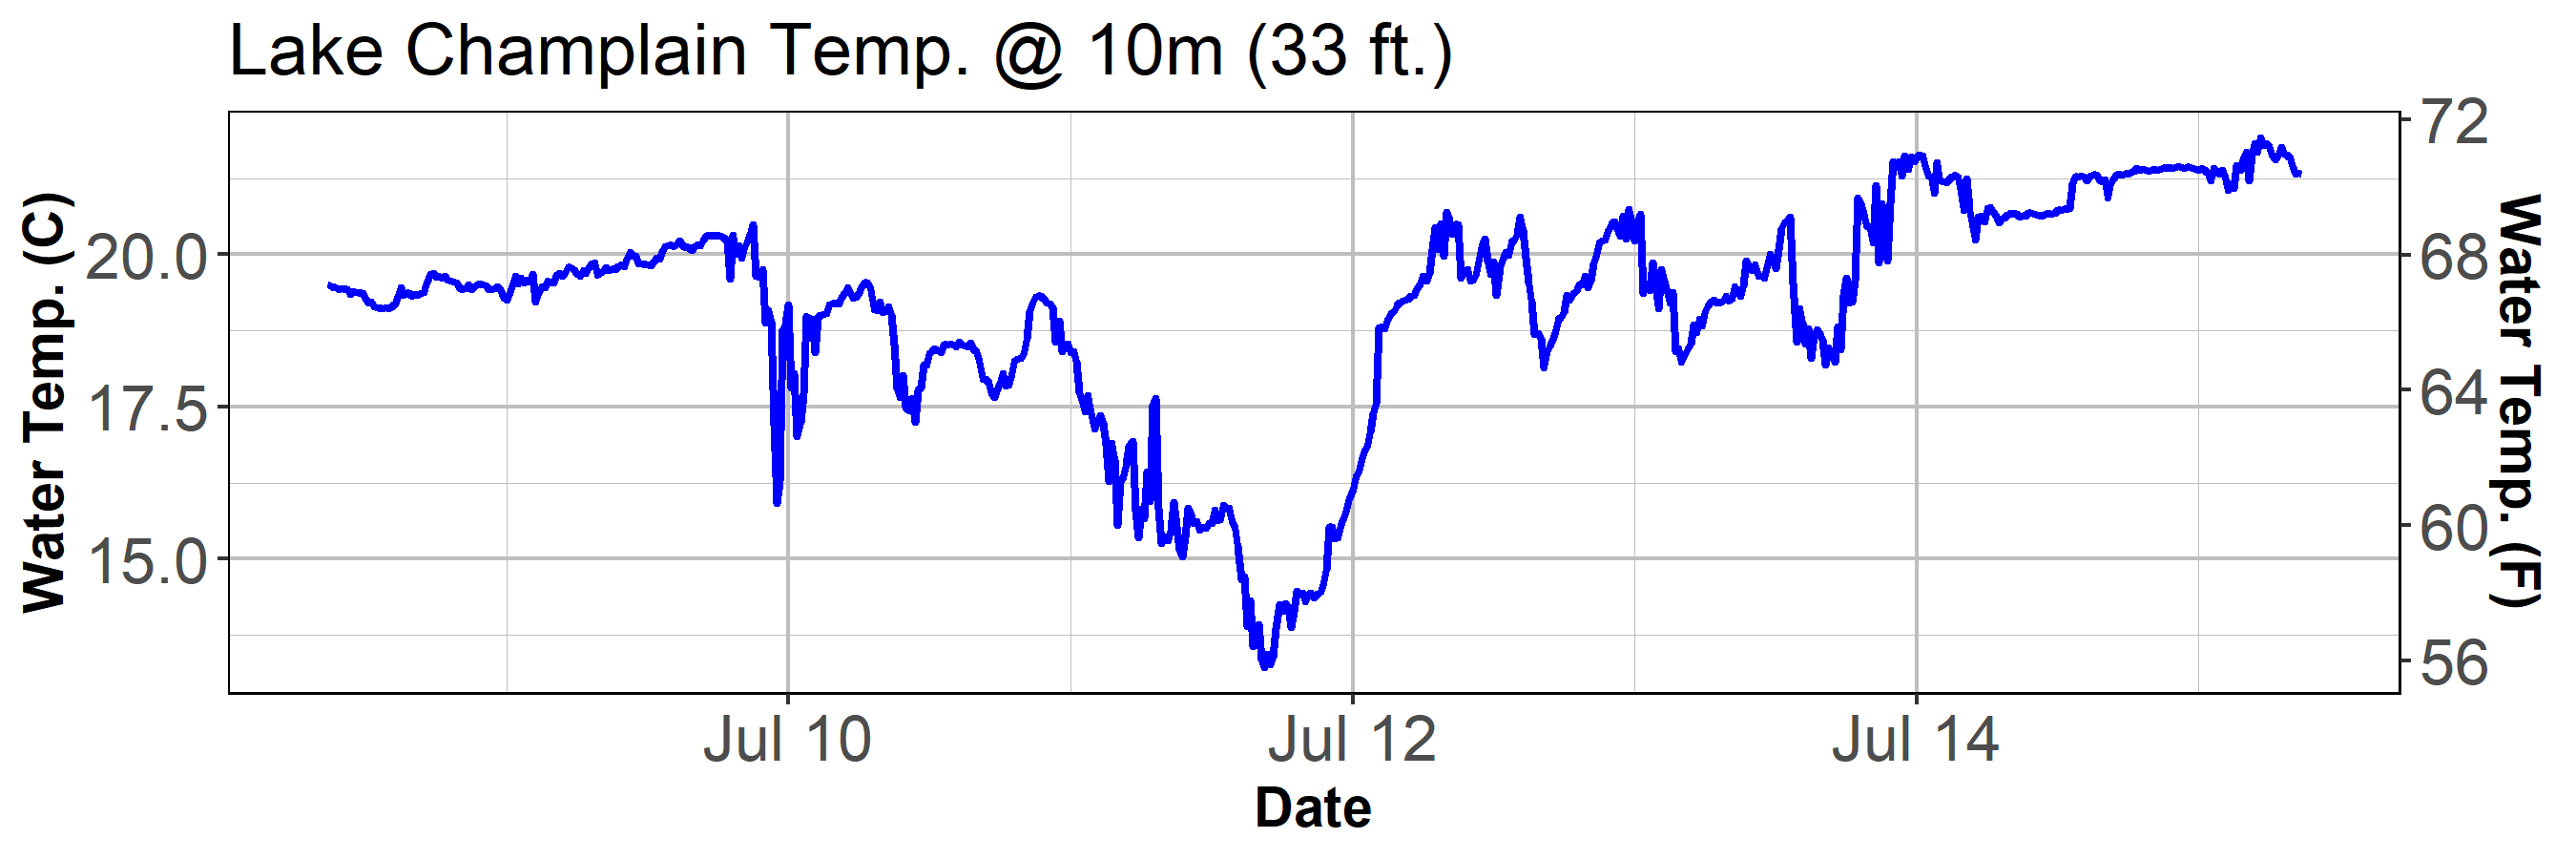 Lake Champlain Temp. @ 10m (33 ft.)
Water Temp. (C)
20.0
17.5
15.0
72
68
64
60
56
Water Temp. (F)
Jul 10
Jul 12
Jul 14
Date